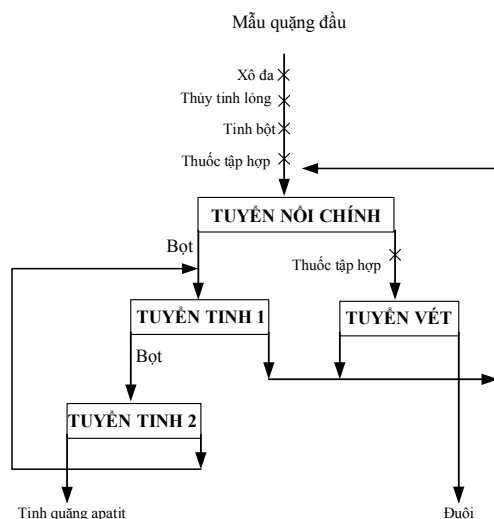 Mẫu quặng đầu
Xô đa
Thủy tinh lỏng
Tinh bột
Thuốc tập hợp
TUYỂN NỔI CHÍNH
Bọt
Thuốc tập hợp
TUYỂN TINH 1
TUYỂN VÉT
Bọt
TUYỂN TINH 2
Tinh quặng apatit
Đuôi